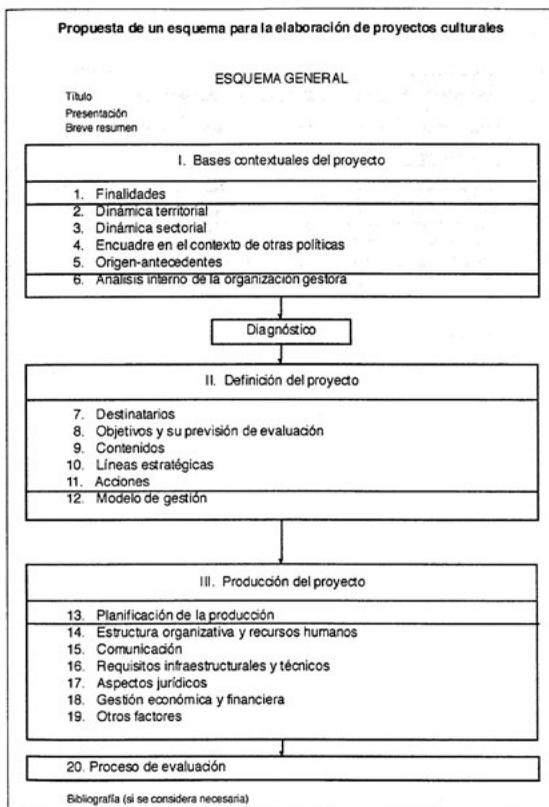 Propuesta de un esquema para la elaboración de proyectos culturales
ESQUEMA GENERAL
Título
Presentación
Breve resumen
I. Bases contextuales del proyecto
1. Finalidades
2. Dinámica territorial
3. Dinámica sectorial
4. Encuadre en el contexto de otras políticas
5. Origen-antecedentes
6. Análisis interno de la organización gestora
Diagnóstico
II. Definición del proyecto
7. Destinatarios
8. Objetivos y su previsión de evaluación
9. Contenidos
10. Líneas estratégicas
11. Acciones
12. Modelo de gestión
III. Producción del proyecto
13. Planificación de la producción
14. Estructura organizativa y recursos humanos
15. Comunicación
16. Requisitos infraestructurales y técnicos
17. Aspectos jurídicos
18. Gestión económica y financiera
19. Otros factores
20. Proceso de evaluación
Bibliografía (si se considera necesaria)